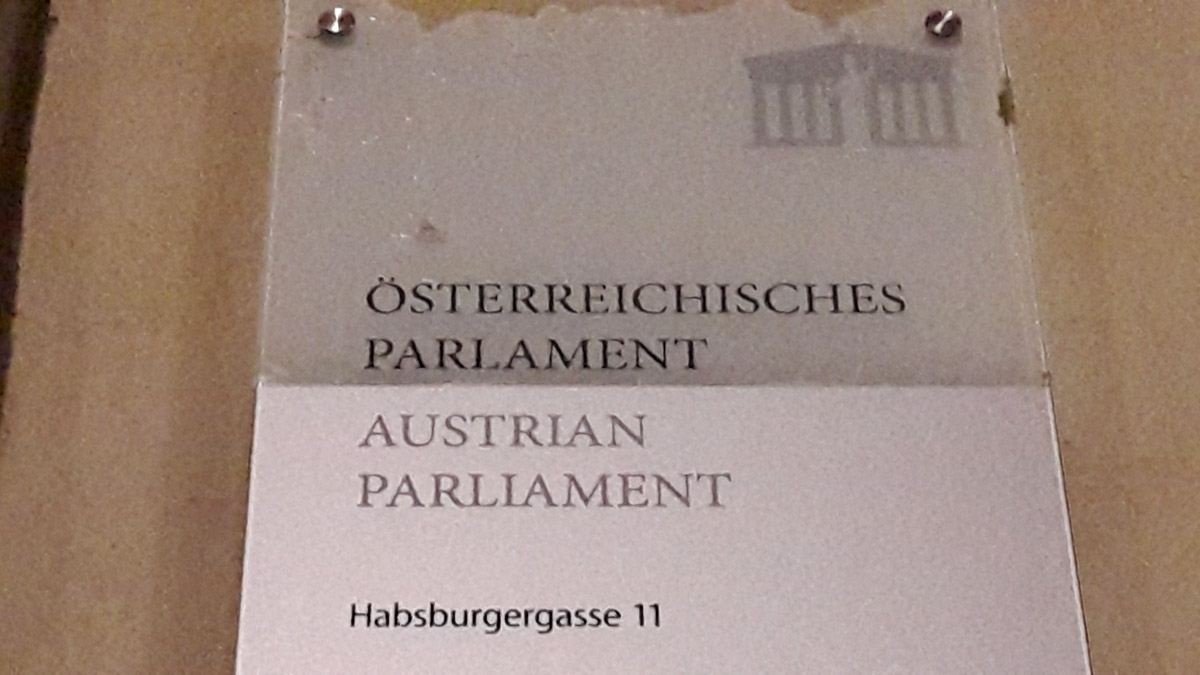 ÖSTERREICHISCHES
PARLAMENT
AUSTRIAN
PARLIAMENT
Habsburgergasse 11